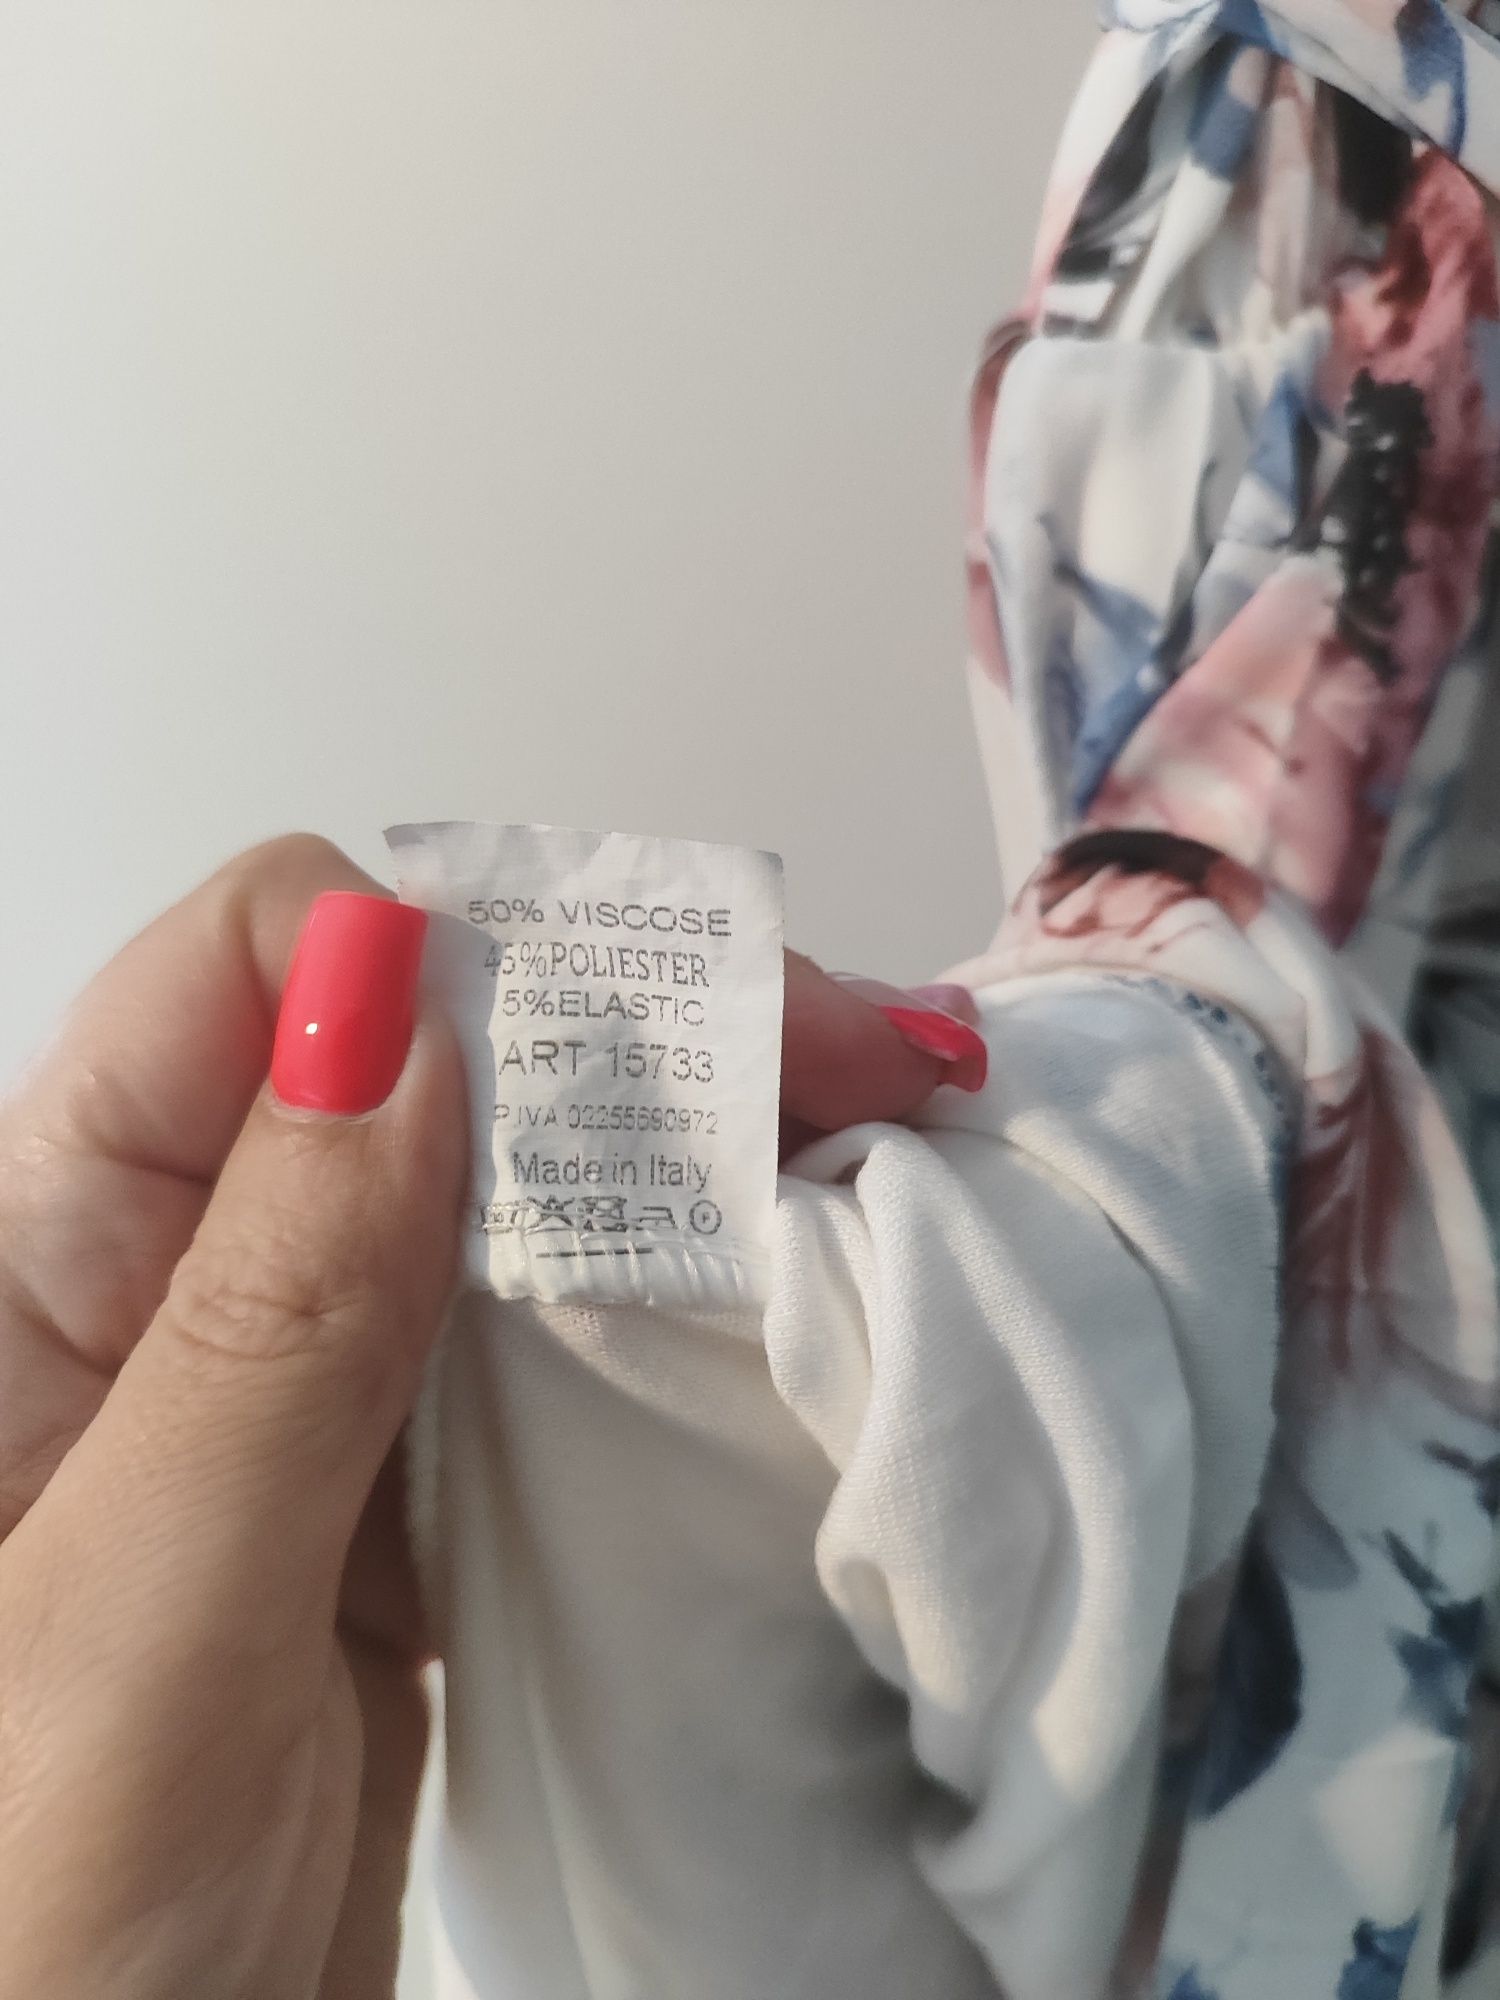 50% VISCOSE
45%POLIESTER
5%ELASTIC
ART 15733
P.IVA 02255690972
Made in Italy
P